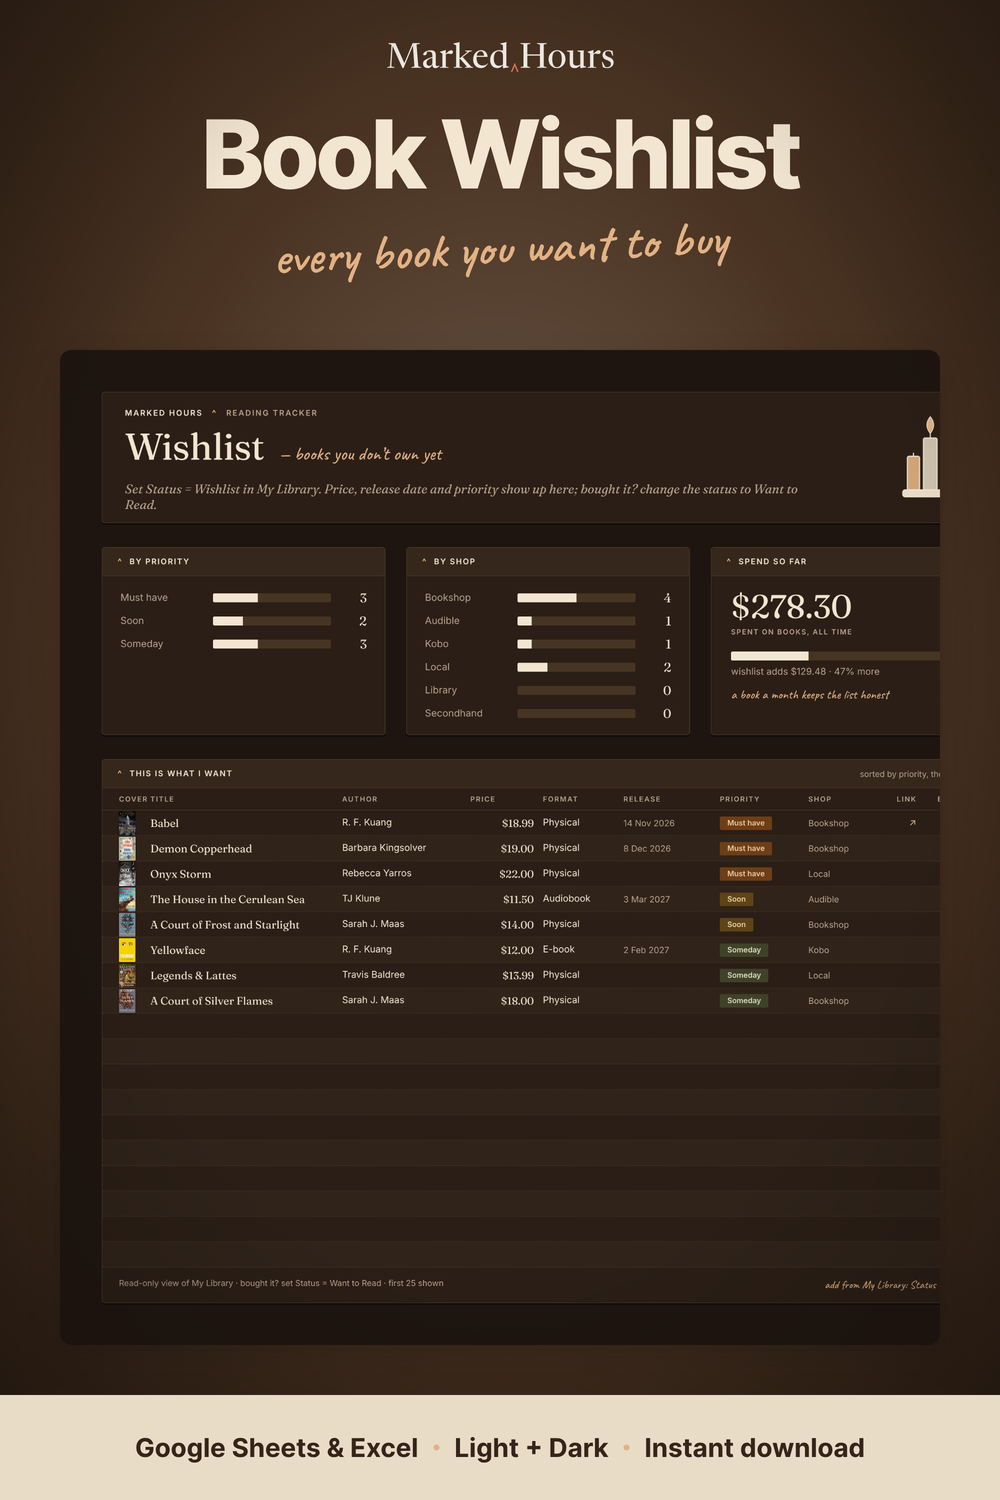 Marked^Hours
Book Wishlist
every book you want to buy
MARKED HOURS ^ READING TRACKER
Wishlist – books you don't own yet
Set Status = Wishlist in My Library. Price, release date and priority show up here; bought it? change the status to Want to
Read.
^ BY PRIORITY
Must have 3
Soon 2
Someday 3
^ BY SHOP
Bookshop 4
Audible 1
Kobo 1
Local 2
Library 0
Secondhand 0
^ SPEND SO FAR
$278.30
SPENT ON BOOKS, ALL TIME
wishlist adds $129.48 · 47% more
a book a month keeps the list honest
^ THIS IS WHAT I WANT sorted by priority,
COVER TITLE AUTHOR PRICE FORMAT RELEASE PRIORITY SHOP LINK
Babel R. F. Kuang $18.99 Physical 14 Nov 2026 Must have Bookshop ↗
Demon Copperhead Barbara Kingsolver $19.00 Physical 8 Dec 2026 Must have Bookshop
Onyx Storm Rebecca Yarros $22.00 Physical Must have Local
The House in the Cerulean Sea TJ Klune $11.50 Audiobook 3 Mar 2027 Soon Audible
A Court of Frost and Starlight Sarah J. Maas $14.00 Physical Soon Bookshop
Yellowface R. F. Kuang $12.00 E-book 2 Feb 2027 Someday Kobo
Legends & Lattes Travis Baldree $13.99 Physical Someday Local
A Court of Silver Flames Sarah J. Maas $18.00 Physical Someday Bookshop
Read-only view of My Library · bought it? set Status = Want to Read · first 25 shown
add from My Library: Status
Google Sheets & Excel • Light + Dark • Instant download